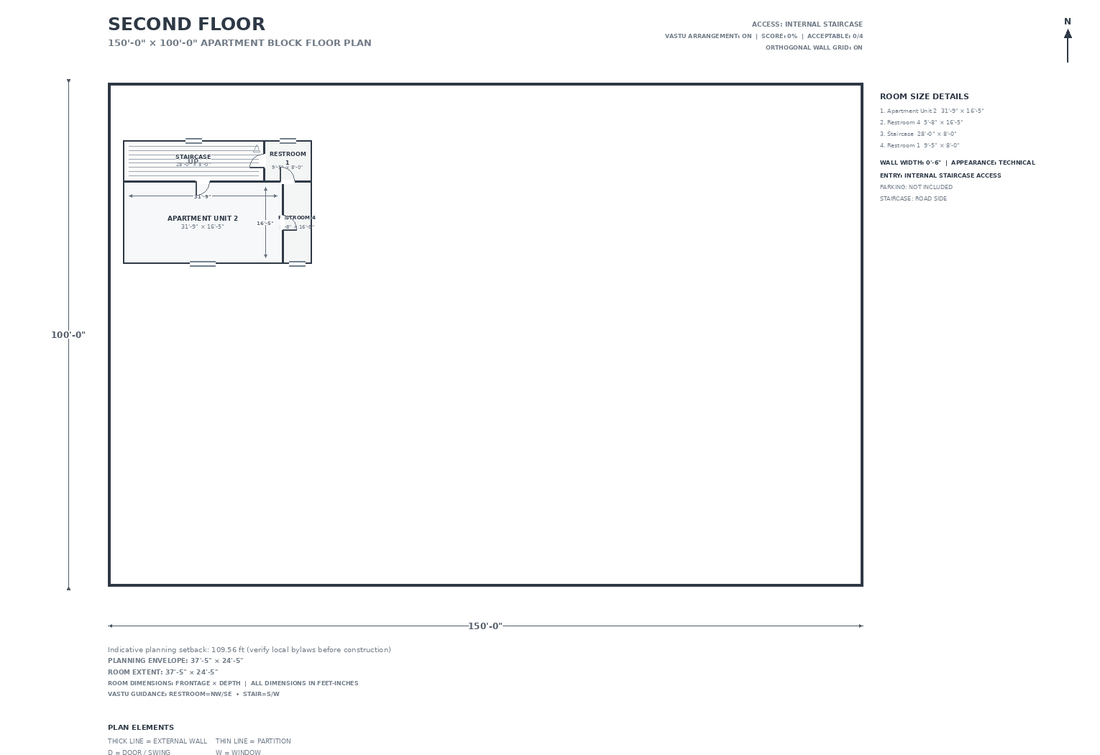 SECOND FLOOR
150'-0" × 100'-0" APARTMENT BLOCK FLOOR PLAN
ACCESS: INTERNAL STAIRCASE
VASTU ARRANGEMENT: ON | SCORE: 0% | ACCEPTABLE: 0/4
ORTHOGONAL WALL GRID: ON
N
ROOM SIZE DETAILS
1. Apartment Unit 2 31'-9" × 16'-5"
2. Restroom 4 5'-8" × 16'-5"
3. Staircase 28'-0" × 8'-0"
4. Restroom 1 9'-5" × 8'-0"
WALL WIDTH: 0'-6" | APPEARANCE: TECHNICAL
ENTRY: INTERNAL STAIRCASE ACCESS
PARKING: NOT INCLUDED
STAIRCASE: ROAD SIDE
STAIRCASE
UP
28'-0" × 8'-0"
RESTROOM
1
9'-5" × 8'-0"
31'-9"
APARTMENT UNIT 2
31'-9" × 16'-5"
16'-5"
100'-0"
150'-0"
Indicative planning setback: 109.56 ft (verify local bylaws before construction)
PLANNING ENVELOPE: 37'-5" × 24'-5"
ROOM EXTENT: 37'-5" × 24'-5"
ROOM DIMENSIONS: FRONTAGE × DEPTH | ALL DIMENSIONS IN FEET-INCHES
VASTU GUIDANCE: RESTROOM=NW/SE • STAIR=S/W
PLAN ELEMENTS
THICK LINE = EXTERNAL WALL THIN LINE = PARTITION
D = DOOR / SWING W = WINDOW